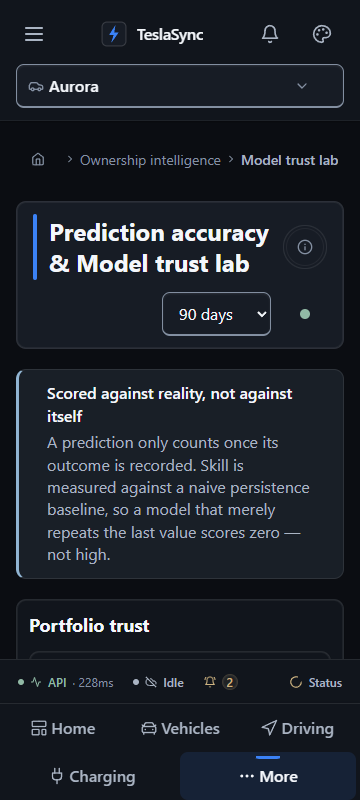 TeslaSync
Aurora
Ownership intelligence
Model trust lab
Prediction accuracy
& Model trust lab
90 days
Scored against reality, not against
itself
A prediction only counts once its
outcome is recorded. Skill is
measured against a naive persistence
baseline, so a model that merely
repeats the last value scores zero —
not high.
Portfolio trust
API · 228ms
Idle
2
Status
Home
Vehicles
Driving
Charging
More